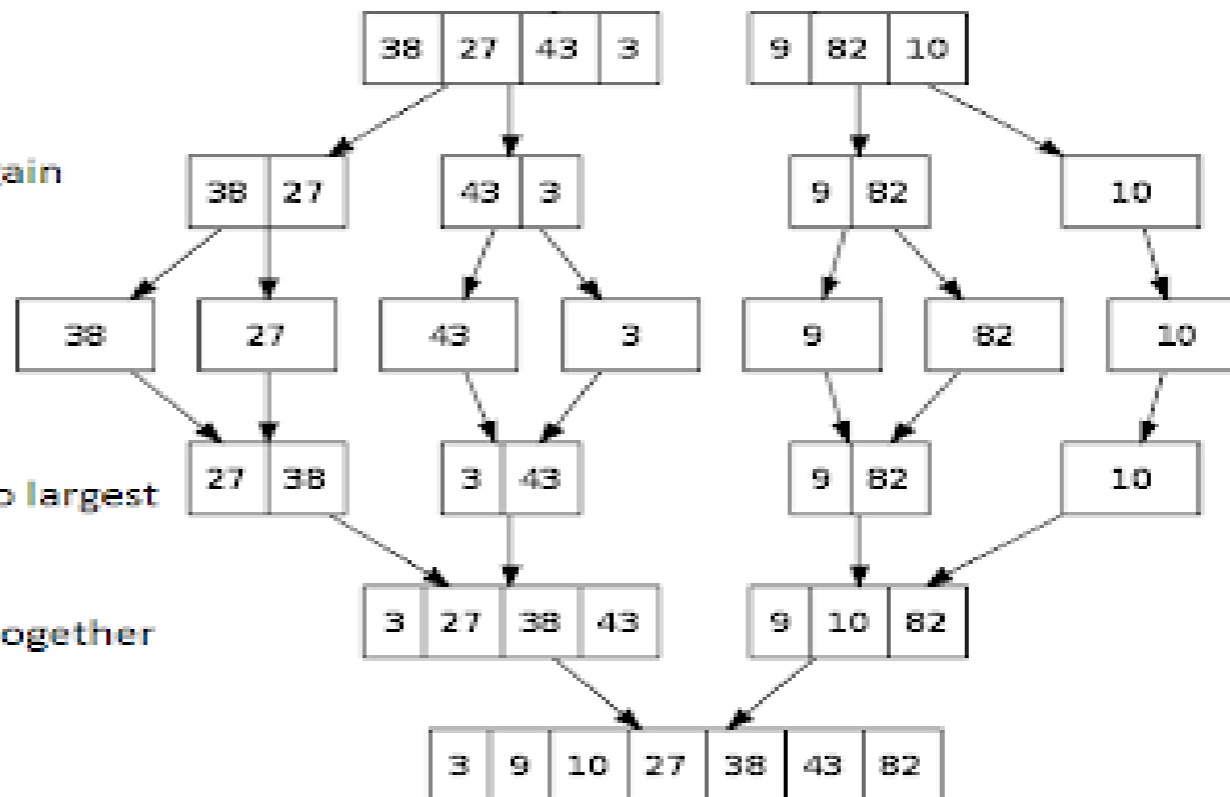 38 27 43 3 9 82 10
gain
38 27 43 3 9 82 10
38 27 43 3 9 82 10
27 38 3 43 9 82 10
o largest
3 27 38 43 9 10 82
ogether
3 9 10 27 38 43 82